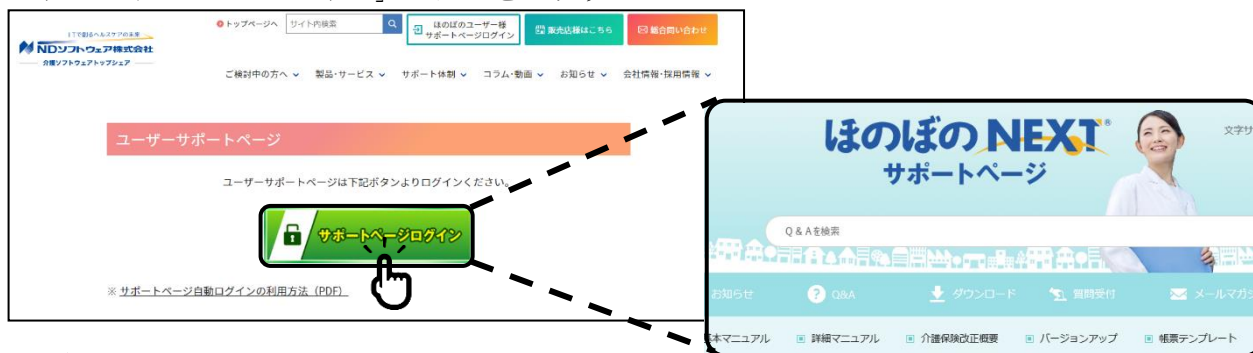 トップページへ
サイト内検索
ほのぼのユーザー様
サポートページログイン
販売店様はこちら
総合問い合わせ
ITで創るヘルスケアの未来
NDソフトウェア株式会社
介護ソフトウェアトップシェア
ご検討中の方へ
製品・サービス
サポート体制
コラム・動画
お知らせ
会社情報・採用情報
ユーザーサポートページ
ユーザーサポートページは下記ボタンよりログインください。
サポートページログイン
※ サポートページ自動ログインの利用方法（PDF）
ほのぼの NEXT®
サポートページ
文字サ
Q & Aを検索
お知らせ
Q&A
ダウンロード
質問受付
メールマガジ
本マニュアル
詳細マニュアル
介護保険改正概要
バージョンアップ
帳票テンプレート